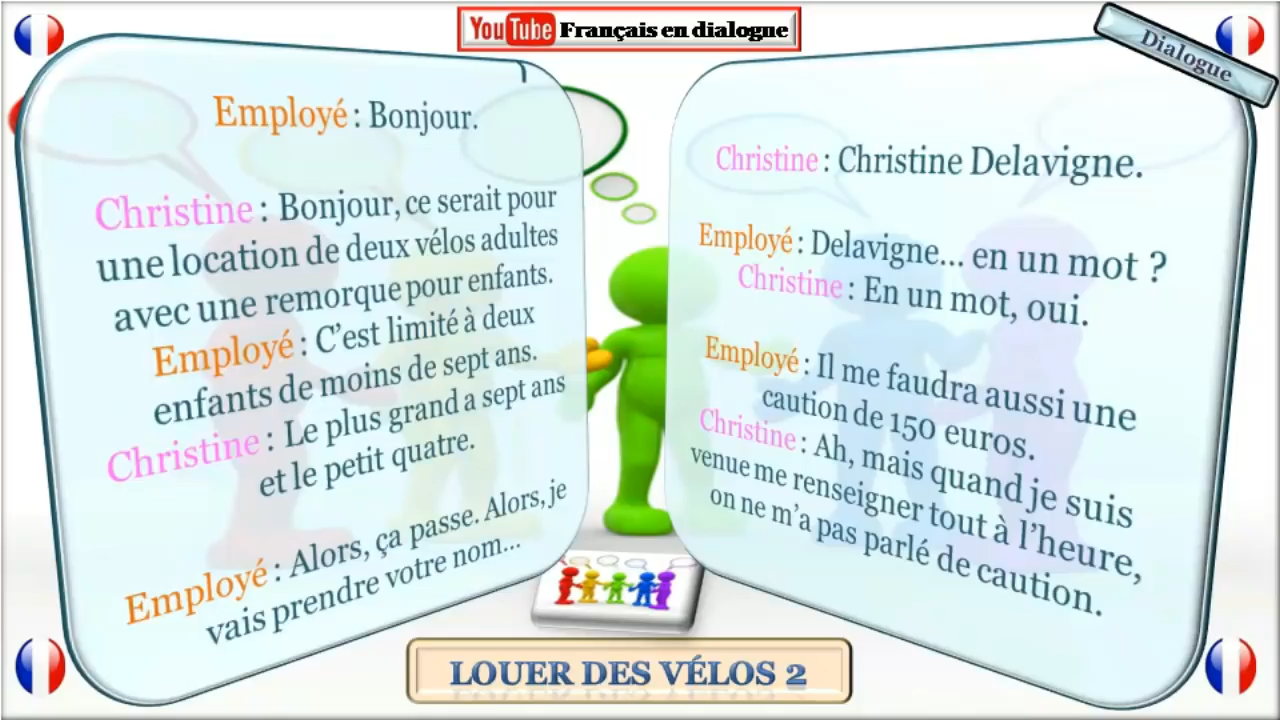 YouTube Français en dialogue
Dialogue
Employé : Bonjour.
Christine : Bonjour, ce serait pour
une location de deux vélos adultes
avec une remorque pour enfants.
Employé : C'est limité à deux
enfants de moins de sept ans.
Christine : Le plus grand a sept ans
et le petit quatre.
Employé : Alors, ça passe. Alors, je
vais prendre votre nom...
Christine : Christine Delavigne.
Employé : Delavigne... en un mot ?
Christine : En un mot, oui.
Employé : Il me faudra aussi une
caution de 150 euros.
Christine : Ah, mais quand je suis
venue me renseigner tout à l'heure,
on ne m'a pas parlé de caution.
LOUER DES VÉLOS 2